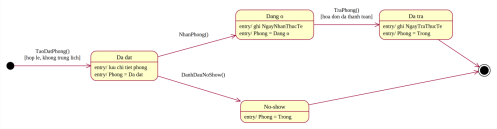 TaoDatPhong()
[hop le, khong trung lich]
Da dat
entry/ luu chi tiet phong
entry/ Phong = Da dat
NhanPhong()
Dang o
entry/ ghi NgayNhanThucTe
entry/ Phong = Dang o
TraPhong()
[hoa don da thanh toan]
Da tra
entry/ ghi NgayTraThucTe
entry/ Phong = Trong
DanhDauNoShow()
No-show
entry/ Phong = Trong